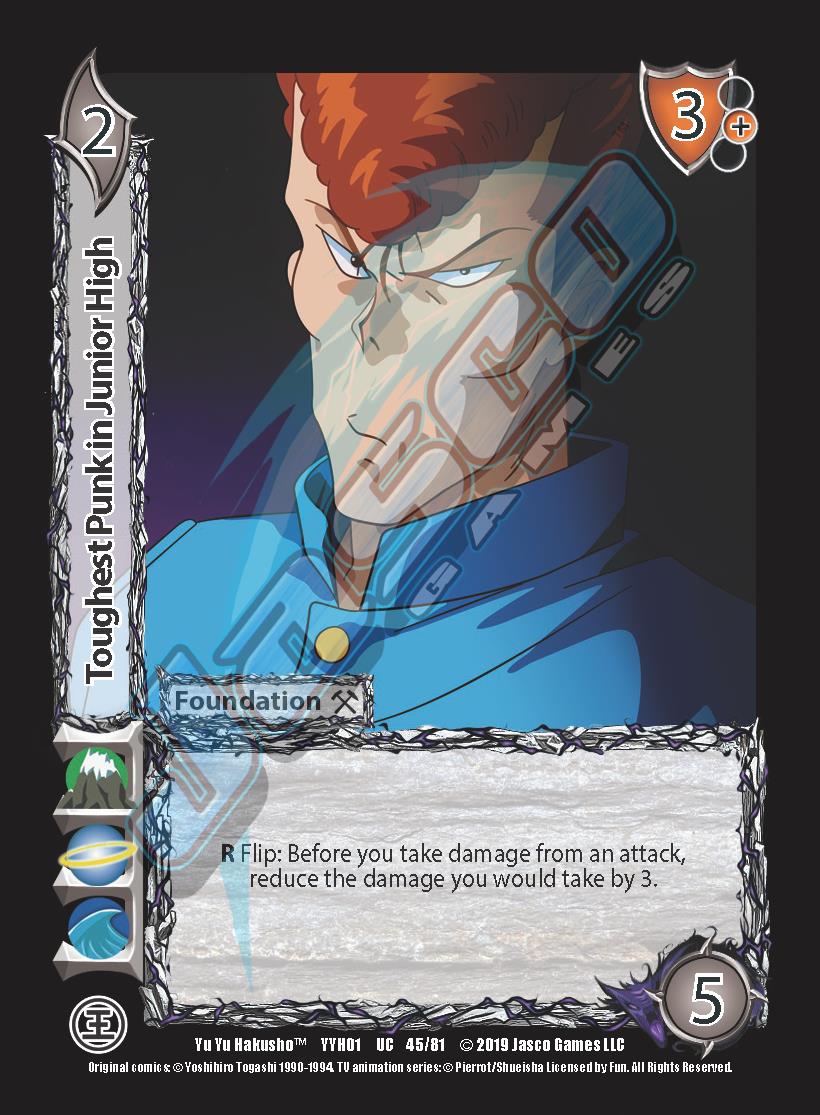 2
3
+
Toughest Punk in Junior High
JASCO
GAMES
Foundation
R Flip: Before you take damage from an attack,
reduce the damage you would take by 3.
5
Yu Yu Hakusho™ YYH01 UC 45/81 © 2019 Jasco Games LLC
Original comics: © Yoshihiro Togashi 1990-1994. TV animation series: © Pierrot/Shueisha Licensed by Fun. All Rights Reserved.